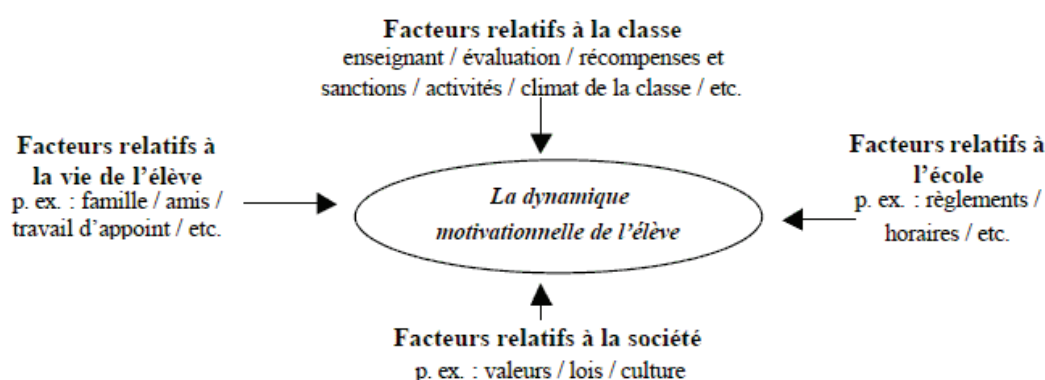 Facteurs relatifs à la classe
enseignant / évaluation / récompenses et
sanctions / activités / climat de la classe / etc.
Facteurs relatifs à
la vie de l'élève
p. ex. : famille / amis /
travail d'appoint / etc.
La dynamique
motivationnelle de l'élève
Facteurs relatifs à
l'école
p. ex. : règlements /
horaires / etc.
Facteurs relatifs à la société
p. ex. : valeurs / lois / culture